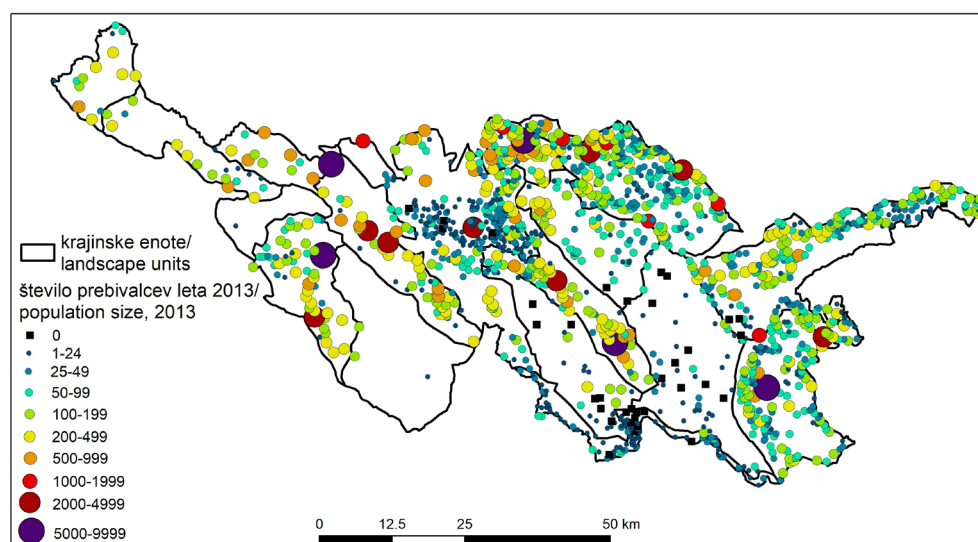 krajinske enote/
landscape units
število prebivalcev leta 2013/
population size, 2013
0
1-24
25-49
50-99
100-199
200-499
500-999
1000-1999
2000-4999
5000-9999
0 12.5 25 50 km